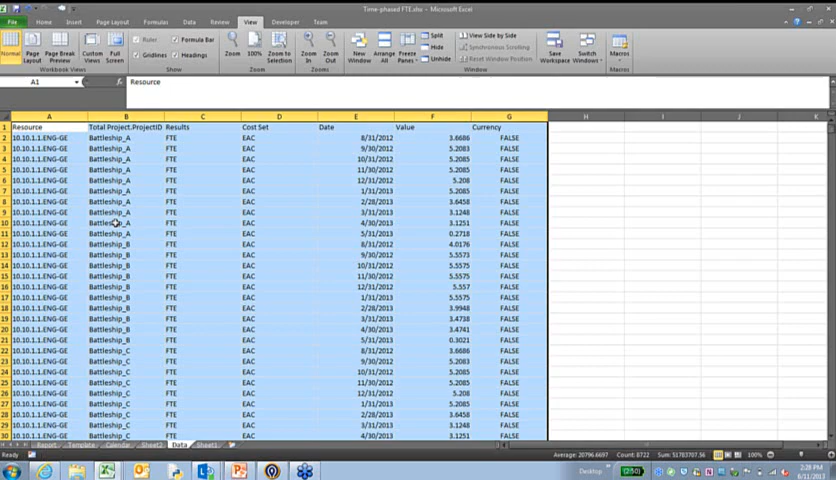 Time-phased FTE.xlsx - Microsoft Excel
File Home Insert Page Layout Formulas Data Review View Developer Team
Normal Page Layout Page Break Preview Custom Views Full Screen
Ruler Formula Bar
Gridlines Headings
Zoom 100% Zoom to Selection Zoom In Zoom Out
New Window Arrange All Freeze Panes
Split
Hide
Unhide
View Side by Side
Synchronous Scrolling
Reset Window Position
Save Workspace Switch Windows Macros
Workbook Views Show Zoom Zooms Window Macros
A1 fx Resource
A B C D E F G H I J K
1 Resource Total Project.ProjectID Results Cost Set Date Value Currency
2 10.10.1.1.ENG-GE Battleship_A FTE EAC 8/31/2012 3.6686 FALSE
3 10.10.1.1.ENG-GE Battleship_A FTE EAC 9/30/2012 5.2083 FALSE
4 10.10.1.1.ENG-GE Battleship_A FTE EAC 10/31/2012 5.2085 FALSE
5 10.10.1.1.ENG-GE Battleship_A FTE EAC 11/30/2012 5.2085 FALSE
6 10.10.1.1.ENG-GE Battleship_A FTE EAC 12/31/2012 5.208 FALSE
7 10.10.1.1.ENG-GE Battleship_A FTE EAC 1/31/2013 5.2085 FALSE
8 10.10.1.1.ENG-GE Battleship_A FTE EAC 2/28/2013 3.6458 FALSE
9 10.10.1.1.ENG-GE Battleship_A FTE EAC 3/31/2013 3.1248 FALSE
10 10.10.1.1.ENG-GE Battleship_A FTE EAC 4/30/2013 3.1251 FALSE
11 10.10.1.1.ENG-GE Battleship_A FTE EAC 5/31/2013 0.2718 FALSE
12 10.10.1.1.ENG-GE Battleship_B FTE EAC 8/31/2012 4.0176 FALSE
13 10.10.1.1.ENG-GE Battleship_B FTE EAC 9/30/2012 5.5573 FALSE
14 10.10.1.1.ENG-GE Battleship_B FTE EAC 10/31/2012 5.5575 FALSE
15 10.10.1.1.ENG-GE Battleship_B FTE EAC 11/30/2012 5.5575 FALSE
16 10.10.1.1.ENG-GE Battleship_B FTE EAC 12/31/2012 5.557 FALSE
17 10.10.1.1.ENG-GE Battleship_B FTE EAC 1/31/2013 5.5575 FALSE
18 10.10.1.1.ENG-GE Battleship_B FTE EAC 2/28/2013 3.9948 FALSE
19 10.10.1.1.ENG-GE Battleship_B FTE EAC 3/31/2013 3.4738 FALSE
20 10.10.1.1.ENG-GE Battleship_B FTE EAC 4/30/2013 3.4741 FALSE
21 10.10.1.1.ENG-GE Battleship_B FTE EAC 5/31/2013 0.3021 FALSE
22 10.10.1.1.ENG-GE Battleship_C FTE EAC 8/31/2012 3.6686 FALSE
23 10.10.1.1.ENG-GE Battleship_C FTE EAC 9/30/2012 5.2083 FALSE
24 10.10.1.1.ENG-GE Battleship_C FTE EAC 10/31/2012 5.2085 FALSE
25 10.10.1.1.ENG-GE Battleship_C FTE EAC 11/30/2012 5.2085 FALSE
26 10.10.1.1.ENG-GE Battleship_C FTE EAC 12/31/2012 5.208 FALSE
27 10.10.1.1.ENG-GE Battleship_C FTE EAC 1/31/2013 5.2085 FALSE
28 10.10.1.1.ENG-GE Battleship_C FTE EAC 2/28/2013 3.6458 FALSE
29 10.10.1.1.ENG-GE Battleship_C FTE EAC 3/31/2013 3.1248 FALSE
30 10.10.1.1.ENG-GE Battleship_C FTE EAC 4/30/2013 3.1251 FALSE
Report Template Calendar Sheet2 Data Sheet1
Ready Average: 20796.6697 Count: 8722 Sum: 51783707.56 100%
Desktop (2:50) 2:28 PM
6/11/2013